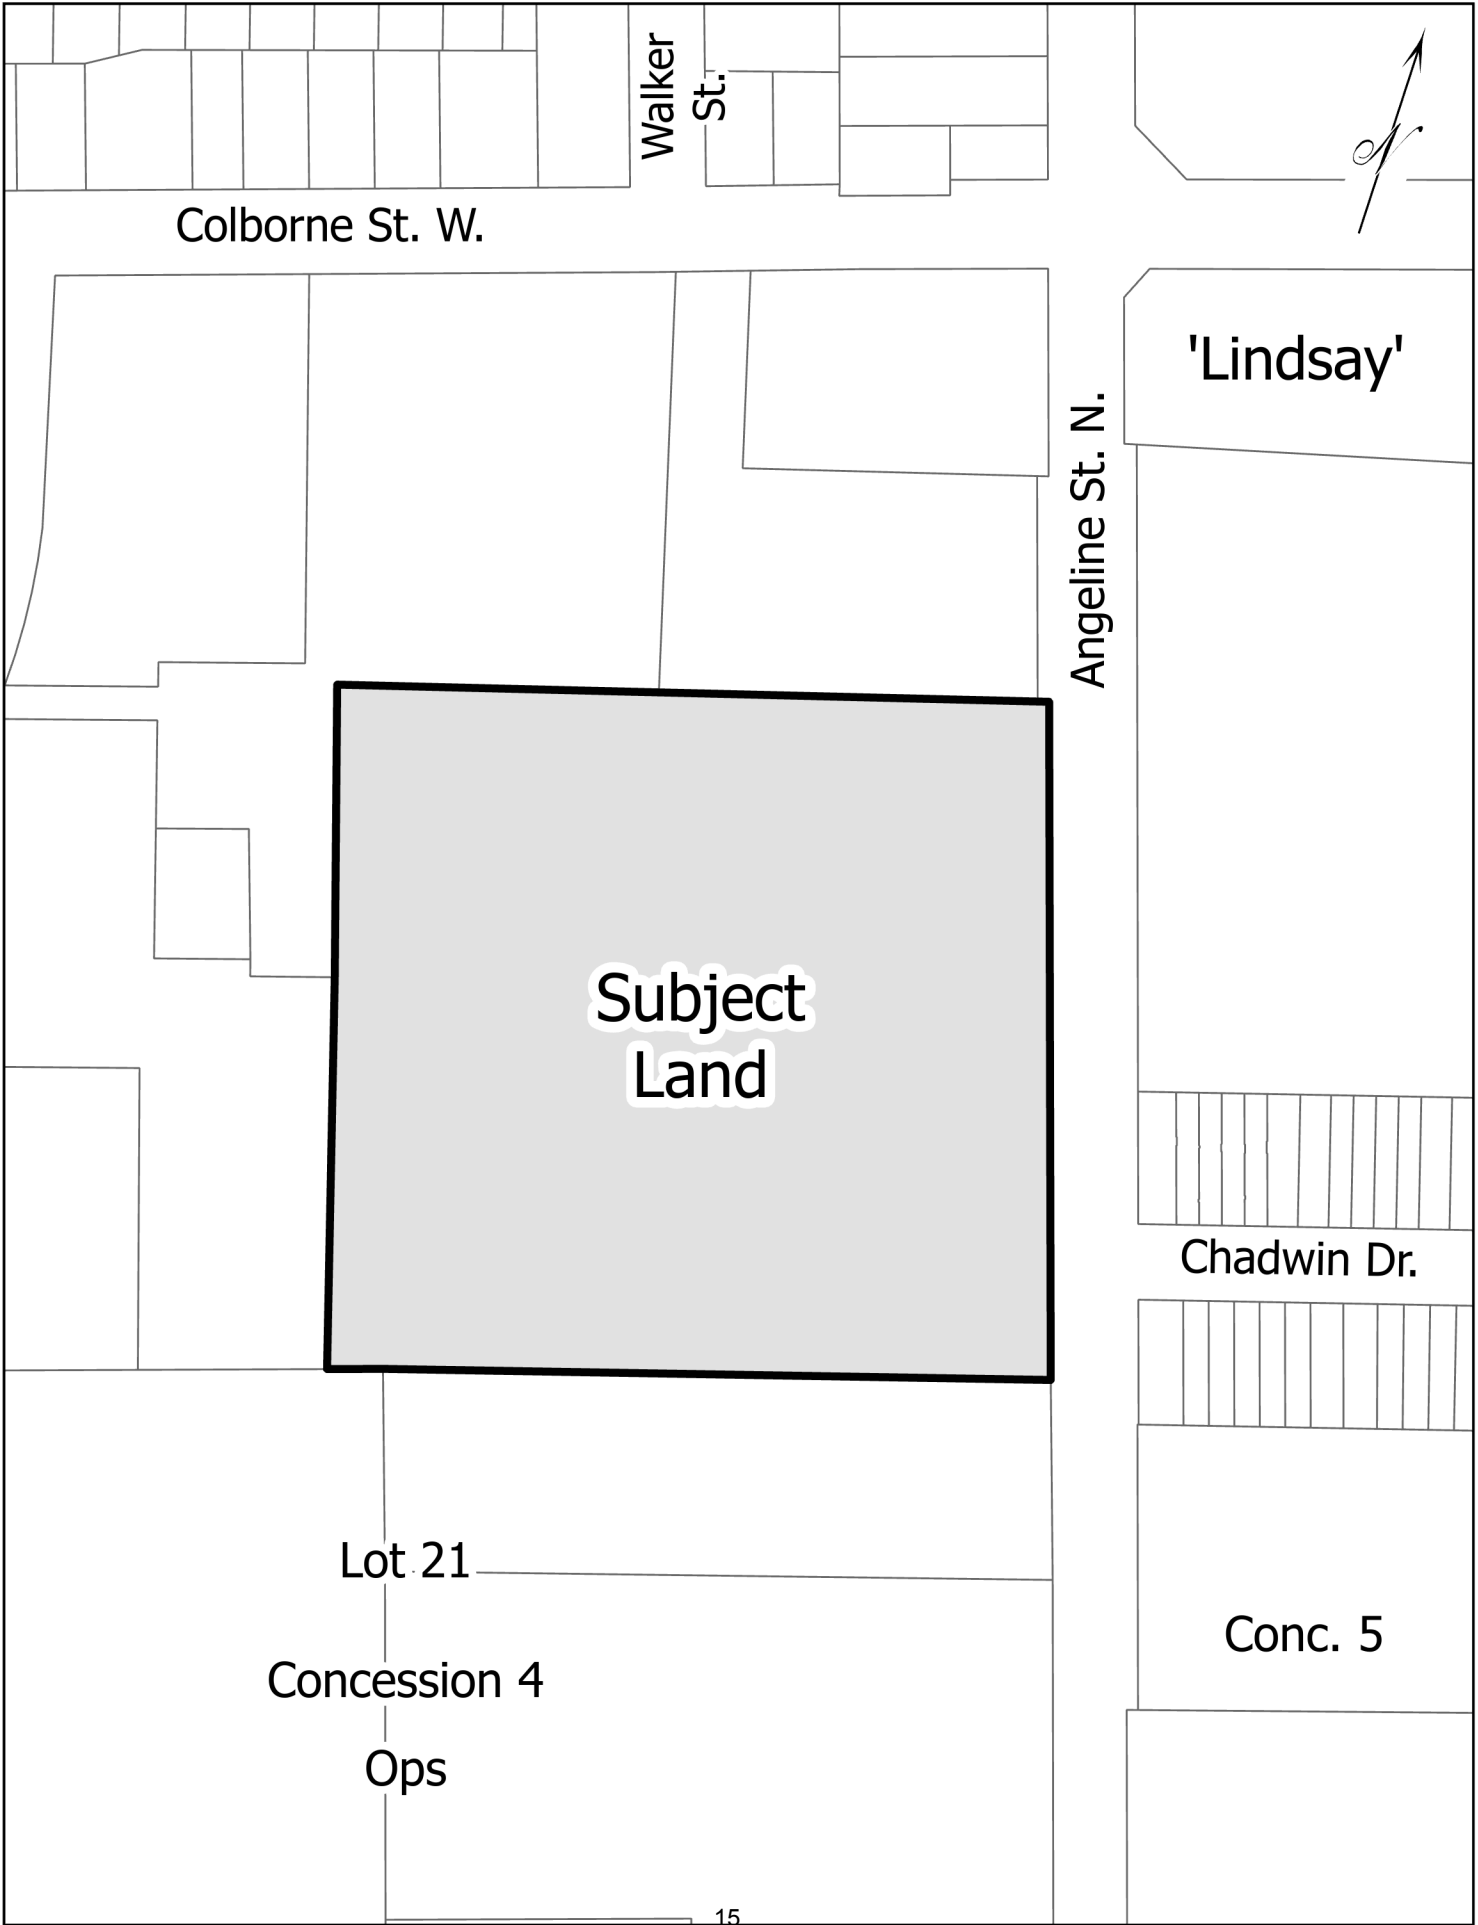 Walker
St.
N
Colborne St. W.
'Lindsay'
Angeline St. N.
Subject
Land
Chadwin Dr.
Lot 21
Conc. 5
Concession 4
Ops
15